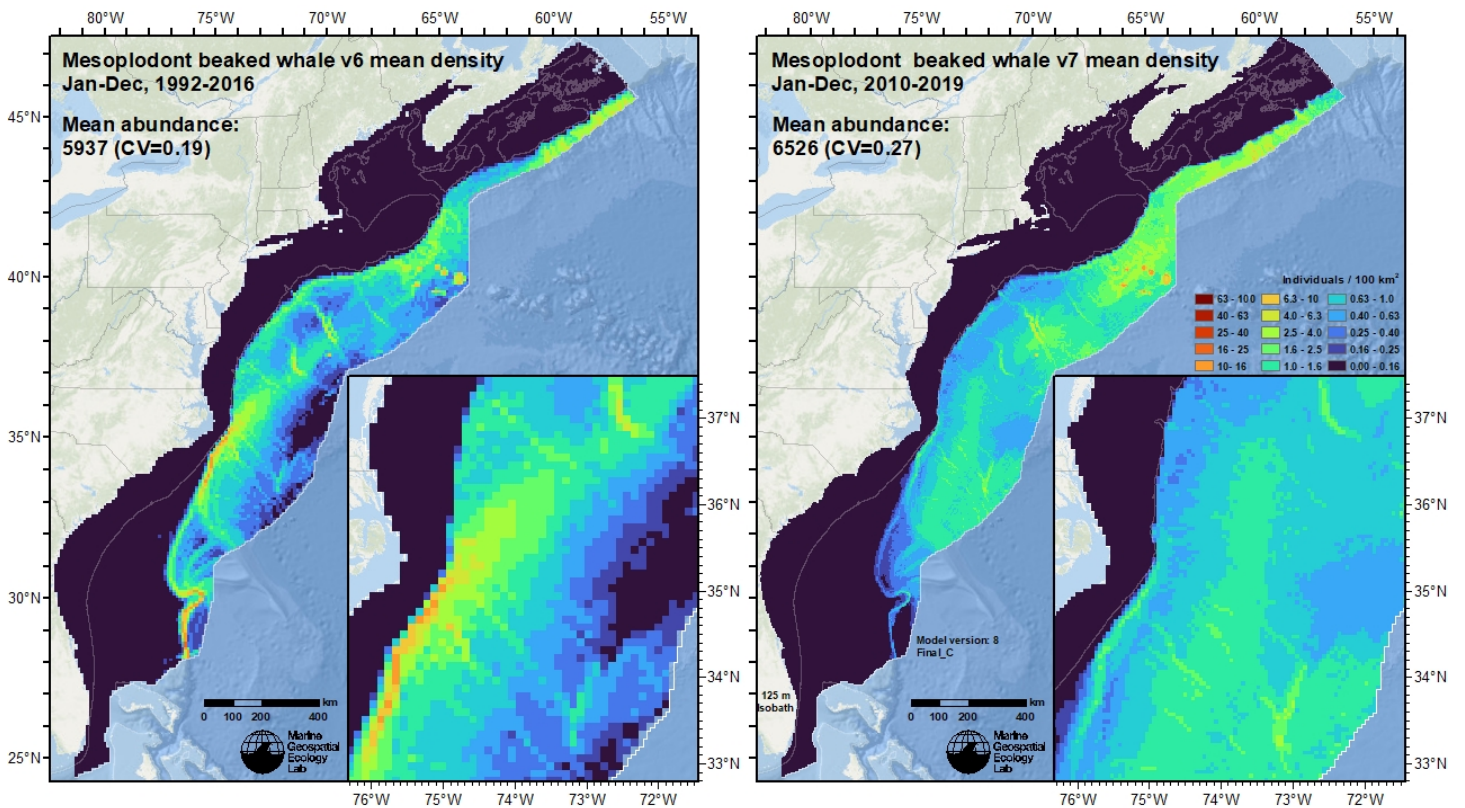 80°W 75°W 70°W 65°W 60°W 55°W
80°W 75°W 70°W 65°W 60°W 55°W
Mesoplodont beaked whale v6 mean density
Jan-Dec, 1992-2016
Mean abundance:
5937 (CV=0.19)
Mesoplodont beaked whale v7 mean density
Jan-Dec, 2010-2019
Mean abundance:
6526 (CV=0.27)
45°N
40°N
35°N
30°N
25°N
Individuals / 100 km²
63 - 100 6.3 - 10 0.63 - 1.0
40 - 63 4.0 - 6.3 0.40 - 0.63
25 - 40 2.5 - 4.0 0.25 - 0.40
16 - 25 1.6 - 2.5 0.16 - 0.25
10 - 16 1.0 - 1.6 0.00 - 0.16
37°N
36°N
35°N
34°N
33°N
37°N
36°N
35°N
34°N
33°N
Model version: 8
Final_C
125 m
Isobath
0 100 200 400 km
Marine
Geospatial
Ecology
Lab
0 100 200 400 km
Marine
Geospatial
Ecology
Lab
76°W 75°W 74°W 73°W 72°W
76°W 75°W 74°W 73°W 72°W